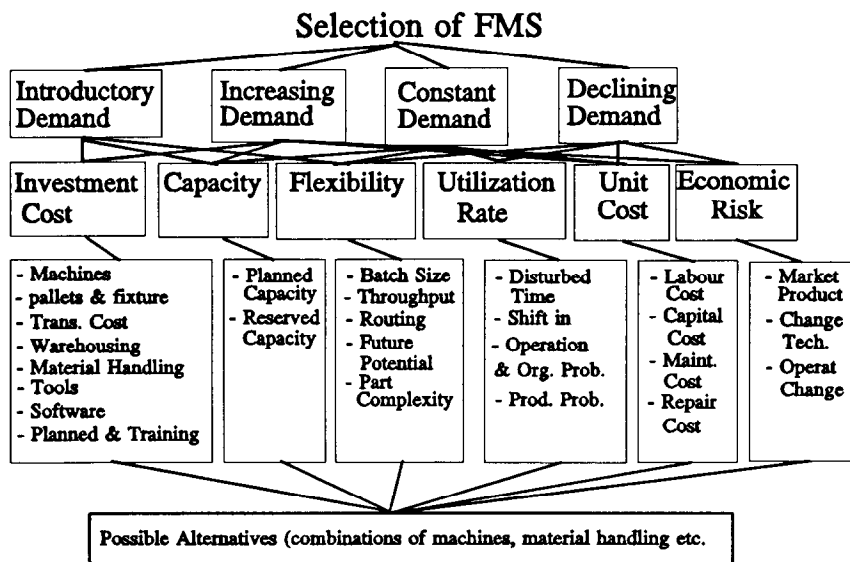 Selection of FMS
Introductory
Demand
Increasing
Demand
Constant
Demand
Declining
Demand
Investment
Cost
Capacity
Flexibility
Utilization
Rate
Unit
Cost
Economic
Risk
- Machines
- pallets & fixture
- Trans. Cost
- Warehousing
- Material Handling
- Tools
- Software
- Planned & Training
- Planned
Capacity
- Reserved
Capacity
- Batch Size
- Throughput
- Routing
- Future
Potential
- Part
Complexity
- Disturbed
Time
- Shift in
- Operation
& Org. Prob.
- Prod. Prob.
- Labour
Cost
- Capital
Cost
- Maint.
Cost
- Repair
Cost
- Market
Product
- Change
Tech.
- Operat
Change
Possible Alternatives (combinations of machines, material handling etc.